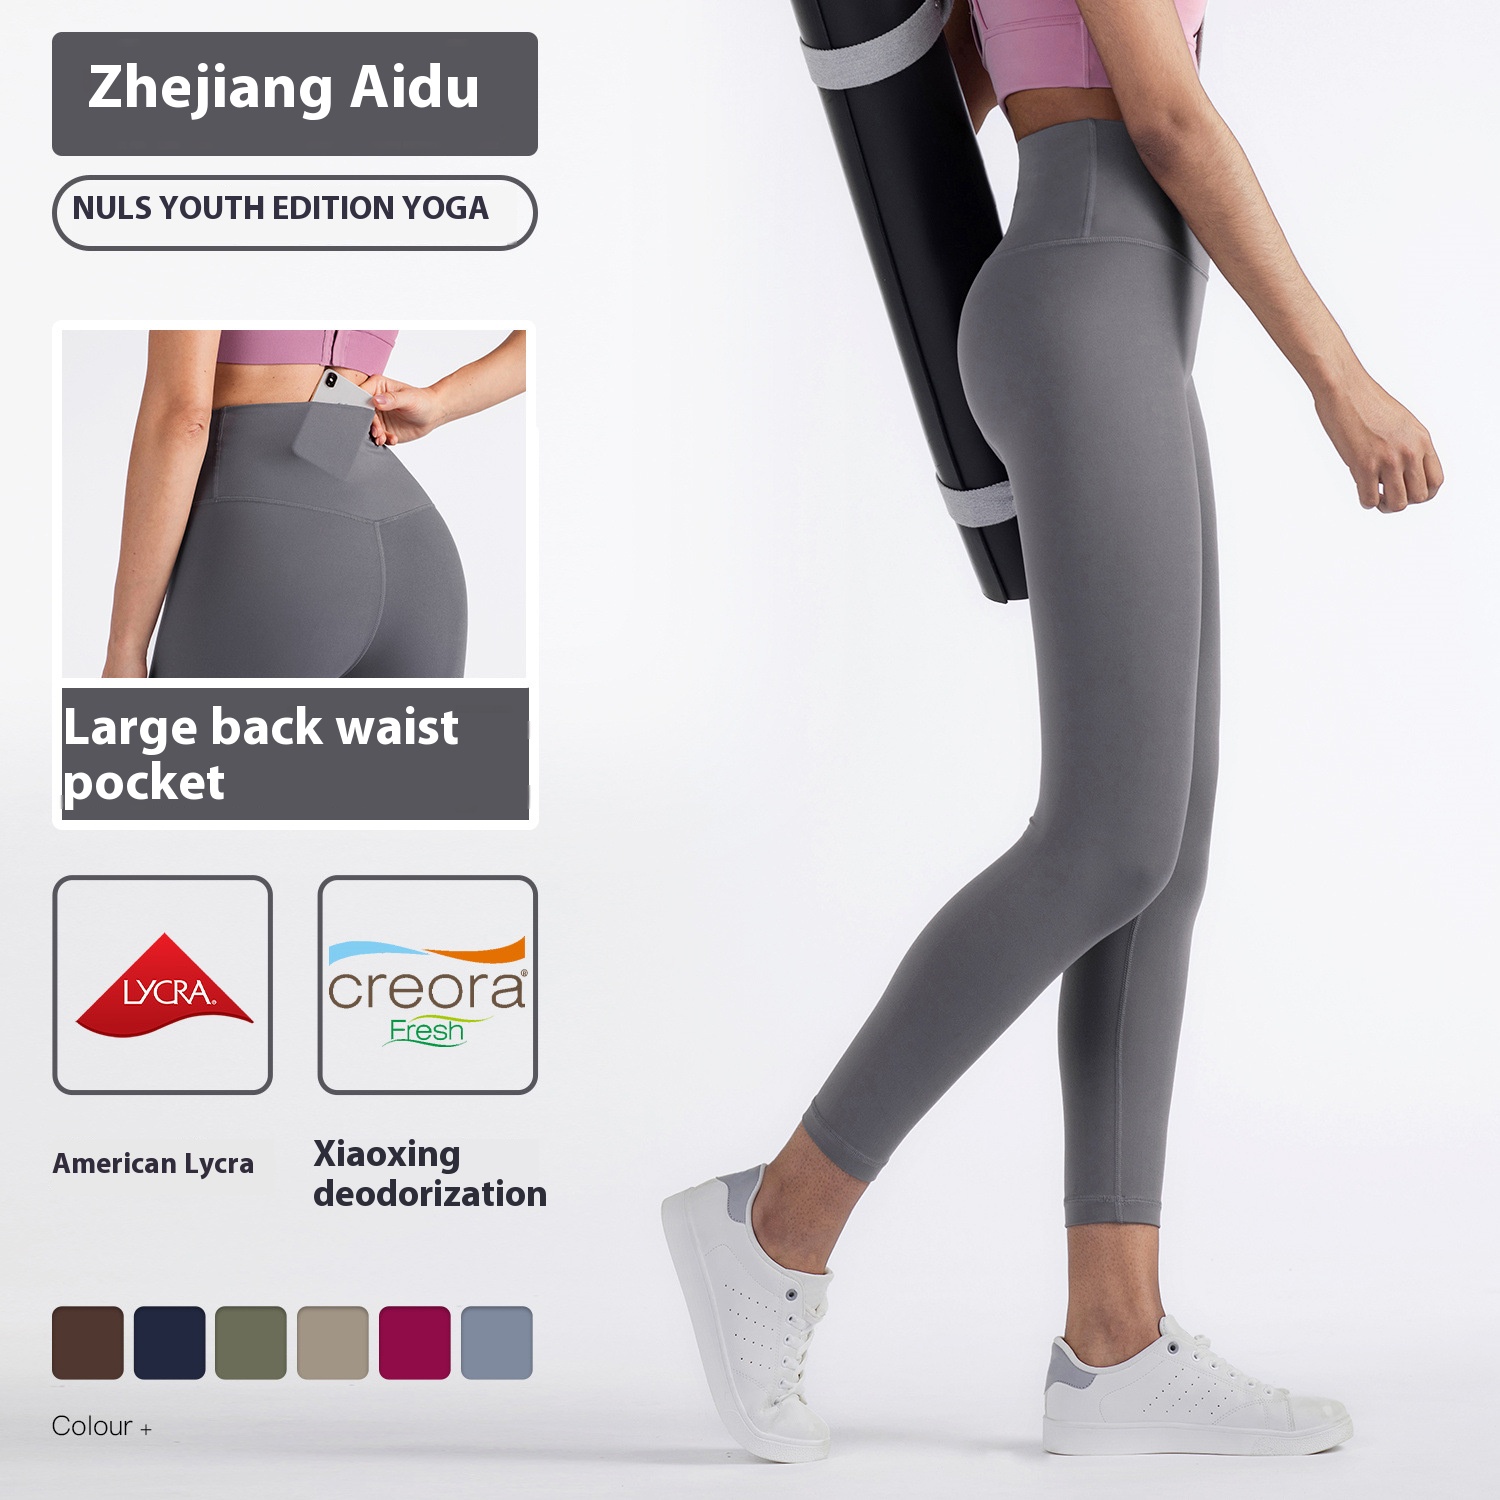 Zhejiang Aidu
NULS YOUTH EDITION YOGA
Large back waist
pocket
LYCRA®
creora®
Fresh
American Lycra
Xiaoxing
deodorization
Colour +